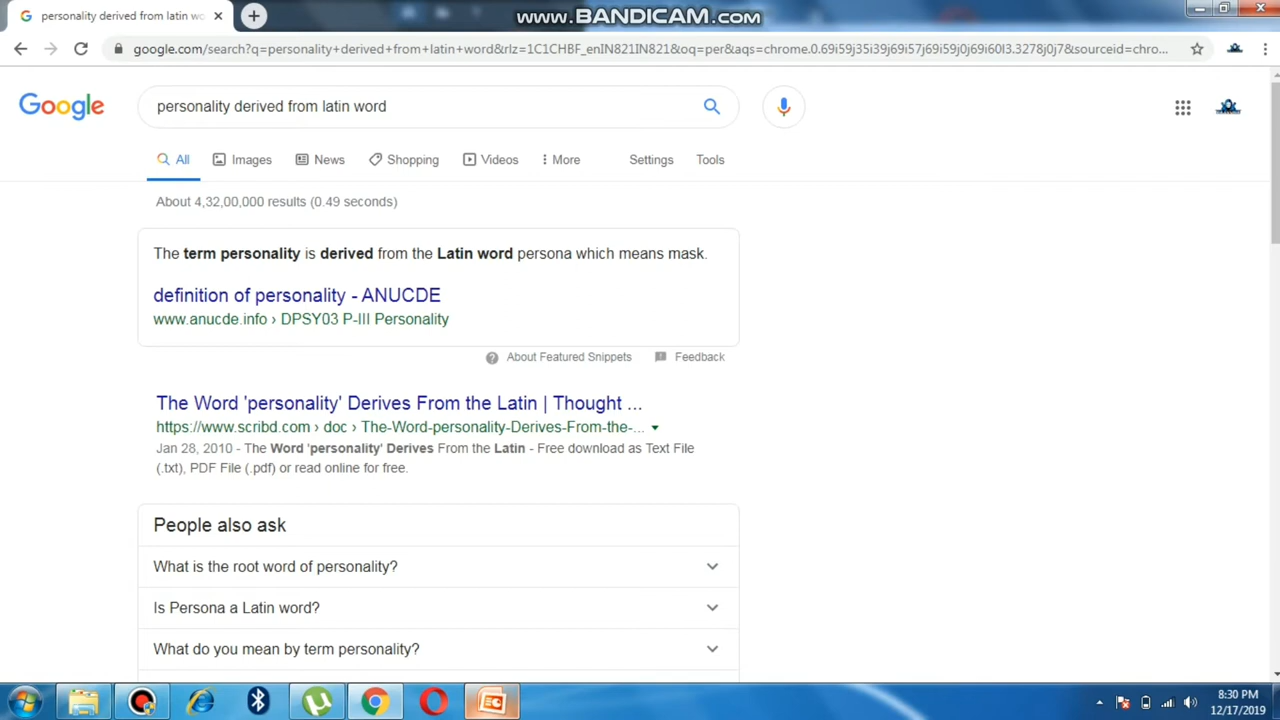 personality derived from latin wo
www.BANDICAM.com
google.com/search?q=personality+derived+from+latin+word&rlz=1C1CHBF_enIN821IN821&oq=per&aqs=chrome.0.69i59j35i39j69i57j69i59j0j69i60l3.3278j0j7&sourceid=chro...
Google
personality derived from latin word
All Images News Shopping Videos More Settings Tools
About 4,32,00,000 results (0.49 seconds)
The term personality is derived from the Latin word persona which means mask.
definition of personality - ANUCDE
www.anucde.info › DPSY03 P-III Personality
About Featured Snippets Feedback
The Word 'personality' Derives From the Latin | Thought ...
https://www.scribd.com › doc › The-Word-personality-Derives-From-the-...
Jan 28, 2010 - The Word 'personality' Derives From the Latin - Free download as Text File
(.txt), PDF File (.pdf) or read online for free.
People also ask
What is the root word of personality?
Is Persona a Latin word?
What do you mean by term personality?
8:30 PM
12/17/2019